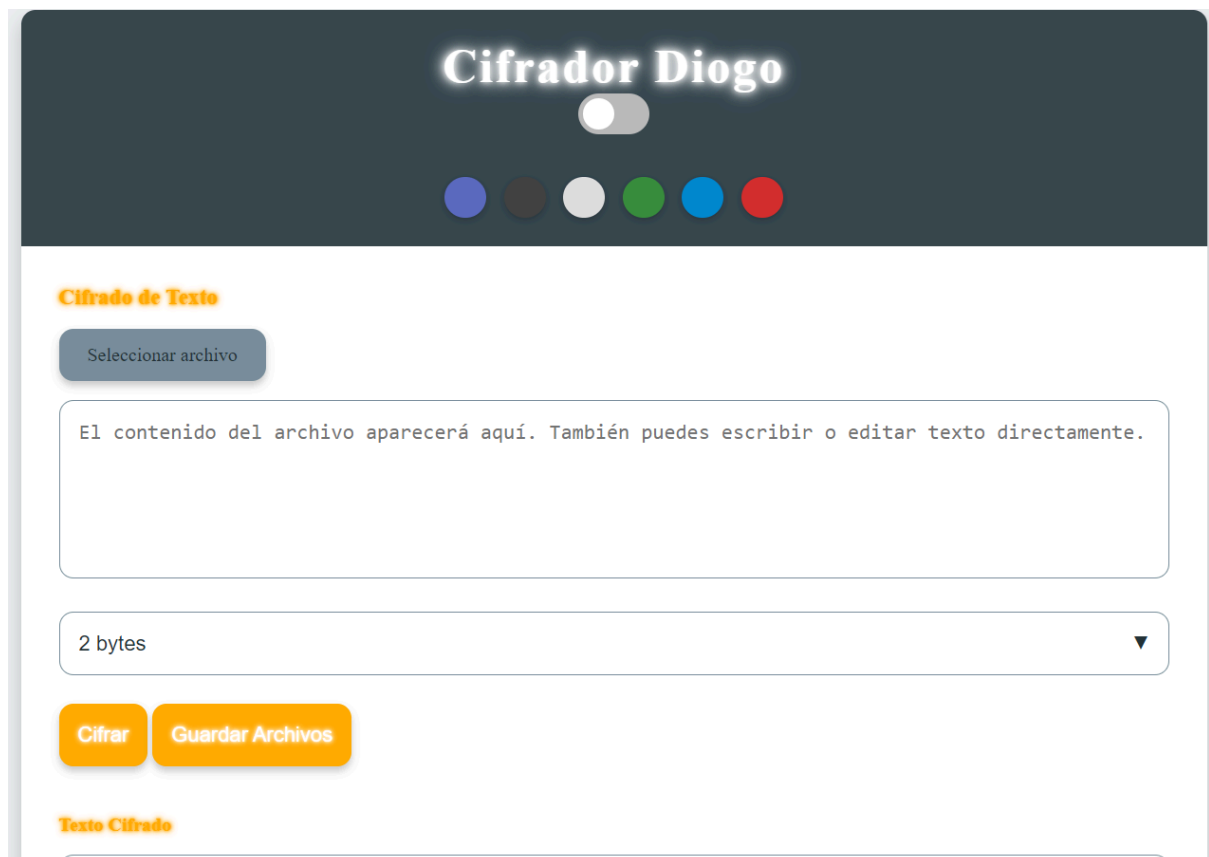 Cifrador Diogo
Cifrado de Texto
Seleccionar archivo
El contenido del archivo aparecerá aquí. También puedes escribir o editar texto directamente.
2 bytes
Cifrar Guardar Archivos
Texto Cifrado